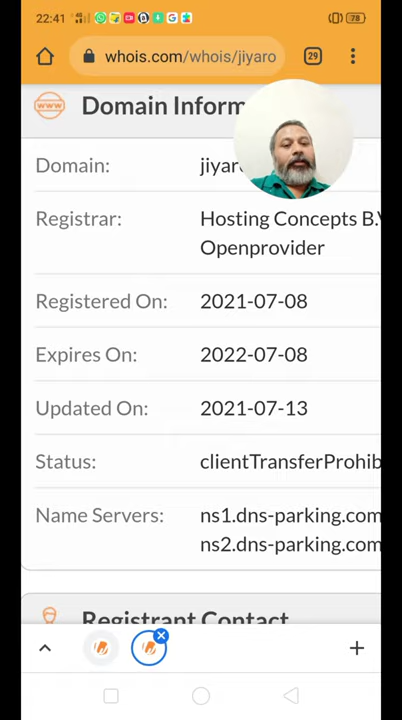 22:41
78
whois.com/whois/jiyaro
29
www
Domain Inform
Domain:
jiyar
Registrar:
Hosting Concepts B.V
Openprovider
Registered On:
2021-07-08
Expires On:
2022-07-08
Updated On:
2021-07-13
Status:
clientTransferProhib
Name Servers:
ns1.dns-parking.com
ns2.dns-parking.com
Registrant Contact